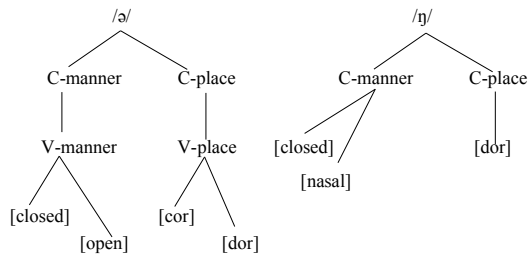 /ə/ /ŋ/
C-manner C-place C-manner C-place
V-manner V-place [closed] [dor]
[nasal]
[closed] [cor]
[open] [dor]